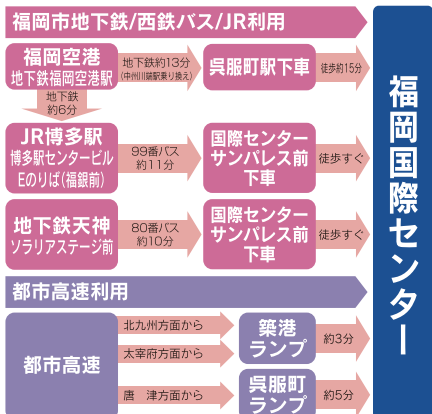 福岡市地下鉄/西鉄バス/JR利用
福岡空港
地下鉄福岡空港駅
地下鉄約13分
(中州川端駅乗り換え)
呉服町駅下車
徒歩約15分
地下鉄
約6分
JR博多駅
博多駅センタービル
Eのりば(福銀前)
99番バス
約11分
国際センター
サンパレス前
下車
徒歩すぐ
地下鉄天神
ソラリアステージ前
80番バス
約10分
国際センター
サンパレス前
下車
徒歩すぐ
都市高速利用
都市高速
北九州方面から
太宰府方面から
築港
ランプ
約3分
唐 津方面から
呉服町
ランプ
約5分
福岡国際センター